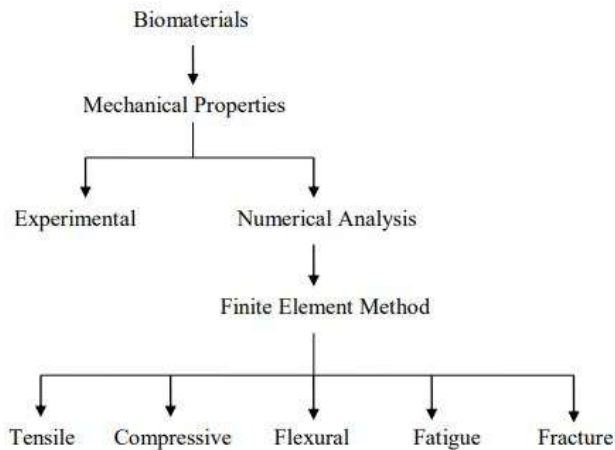 Biomaterials
Mechanical Properties
Experimental Numerical Analysis
Finite Element Method
Tensile Compressive Flexural Fatigue Fracture